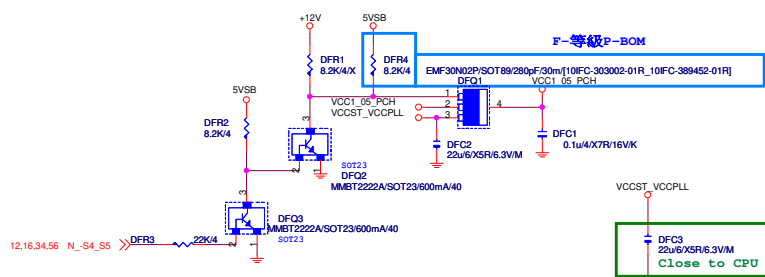 +12V
5VSB
F-等級P-BOM
DFR1
8.2K/4/X
DFR4
8.2K/4
EMF30N02P/SOT89/280pF/30m/[10IFC-303002-01R_10IFC-389452-01R]
DFQ1
VCC1_05_PCH
5VSB
1
VCC1_05_PCH
2
4
VCCST_VCCPLL
3
DFR2
8.2K/4
3
DFC1
0.1u/4/X7R/16V/K
DFC2
22u/6/X5R/6.3V/M
2
1
SOT23
DFQ2
MMBT2222A/SOT23/600mA/40
VCCST_VCCPLL
3
DFQ3
MMBT2222A/SOT23/600mA/40
SOT23
12,16,34,56 N_-S4_S5
DFR3
22K/4
2
1
DFC3
22u/6/X5R/6.3V/M
Close to CPU